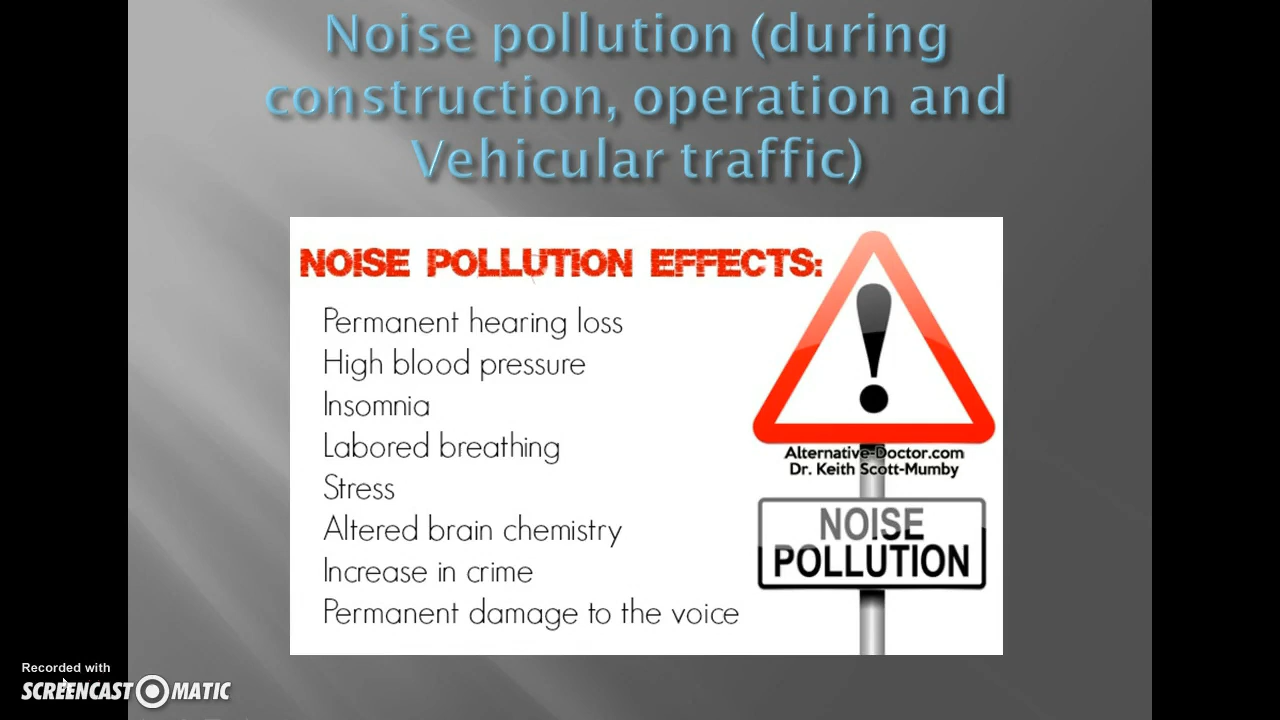 Noise pollution (during
construction, operation and
Vehicular traffic)
NOISE POLLUTION EFFECTS:
Permanent hearing loss
High blood pressure
Insomnia
Labored breathing
Stress
Altered brain chemistry
Increase in crime
Permanent damage to the voice
Alternative-Doctor.com
Dr. Keith Scott-Mumby
NOISE
POLLUTION
Recorded with
SCREENCAST MATIC